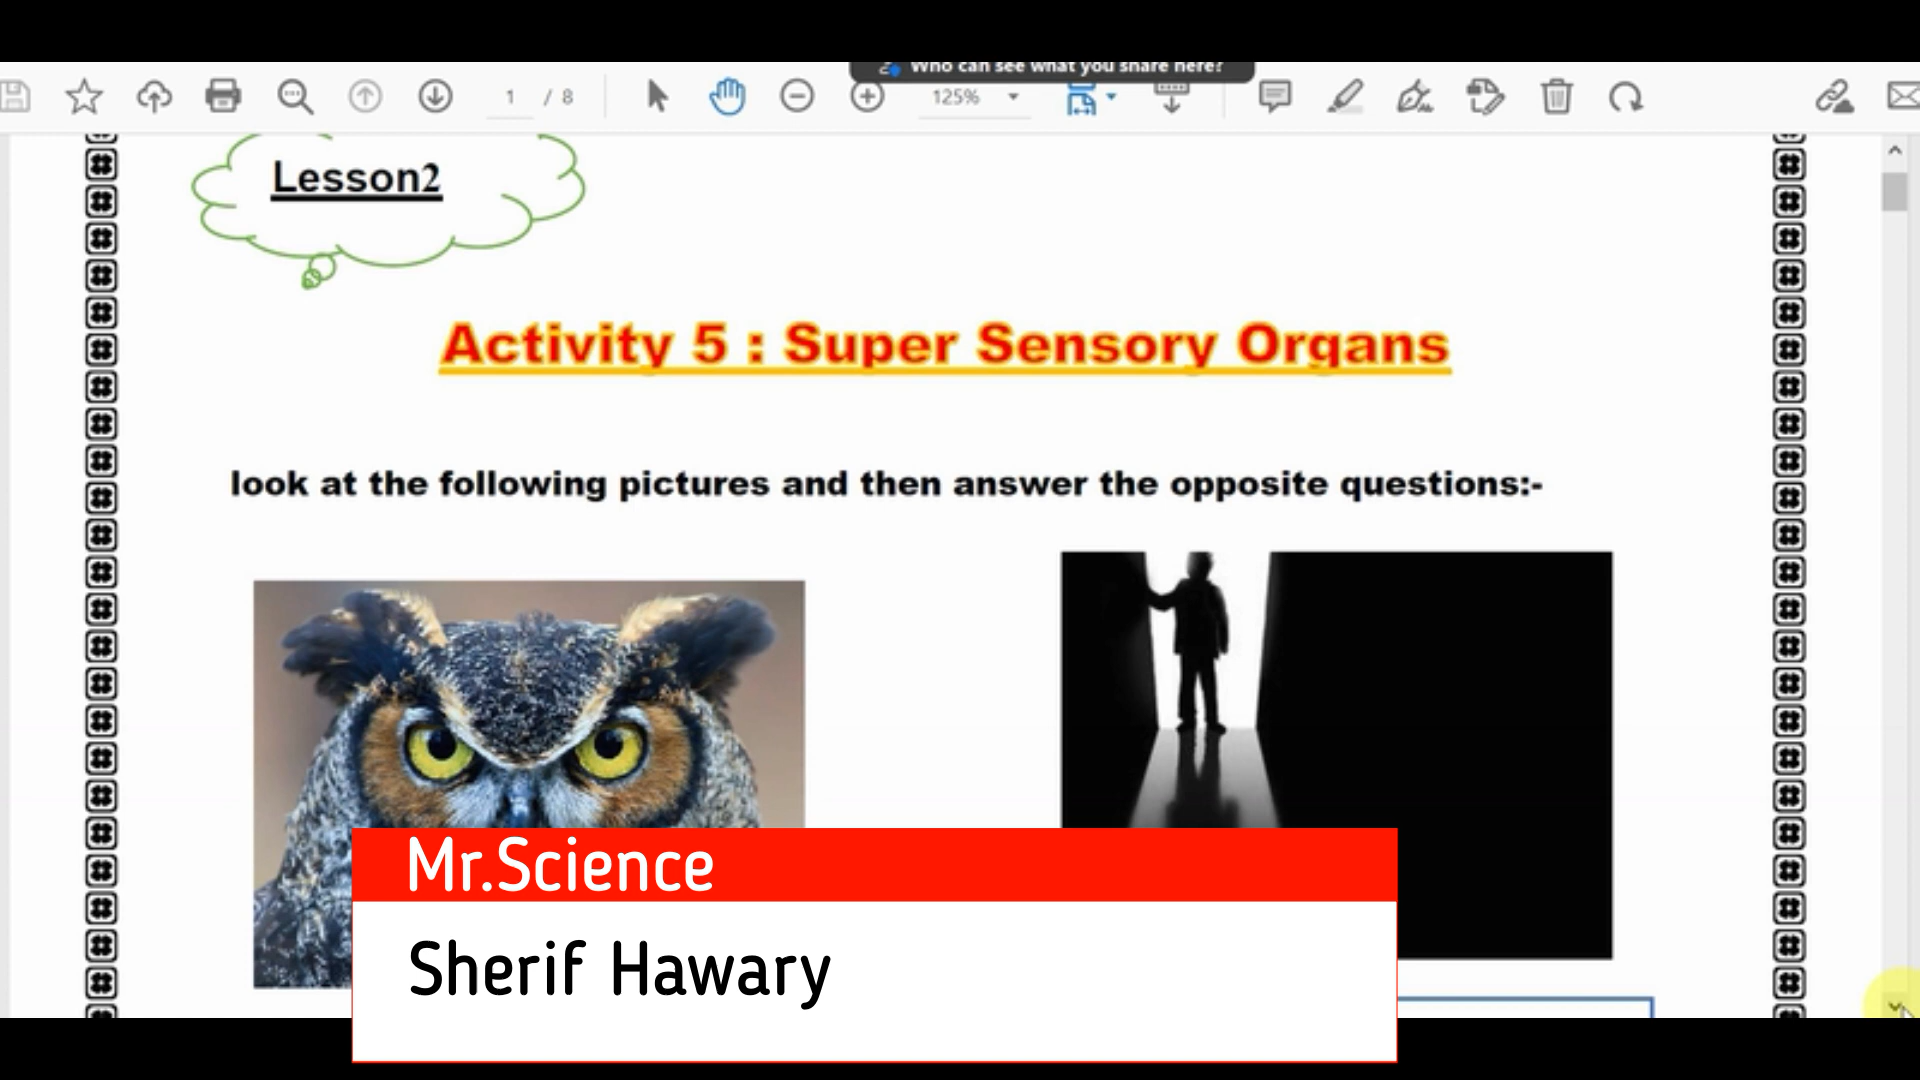 Who can see what you share here?
1 / 8
125%
Lesson2
Activity 5 : Super Sensory Organs
look at the following pictures and then answer the opposite questions:-
Mr.Science
Sherif Hawary